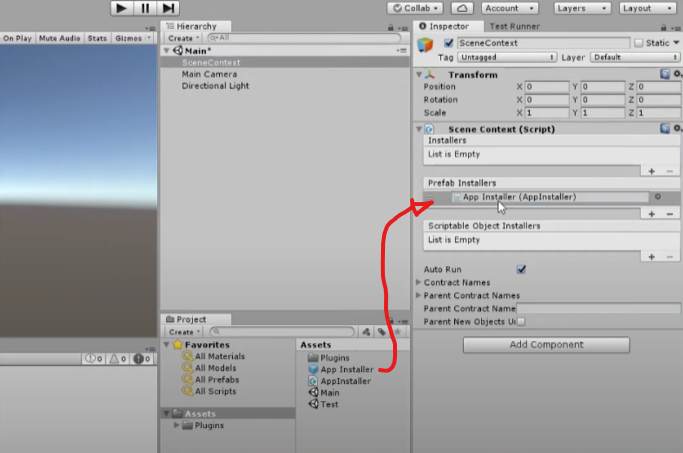 Collab
Account
Layers
Layout
On Play
Mute Audio
Stats
Gizmos
Hierarchy
Create
All
Main*
SceneContext
Main Camera
Directional Light
Inspector
Test Runner
SceneContext
Static
Tag Untagged
Layer Default
Transform
Position X 0 Y 0 Z 0
Rotation X 0 Y 0 Z 0
Scale X 1 Y 1 Z 1
Scene Context (Script)
Installers
List is Empty
+ −
Prefab Installers
App Installer (AppInstaller)
+ −
Scriptable Object Installers
List is Empty
+ −
Auto Run
Contract Names
Parent Contract Names
Parent Contract Name
Parent New Objects Ui
Add Component
Project
Create
Favorites
All Materials
All Models
All Prefabs
All Scripts
Assets
Plugins
Assets
Plugins
App Installer
AppInstaller
Main
Test
0 0 0